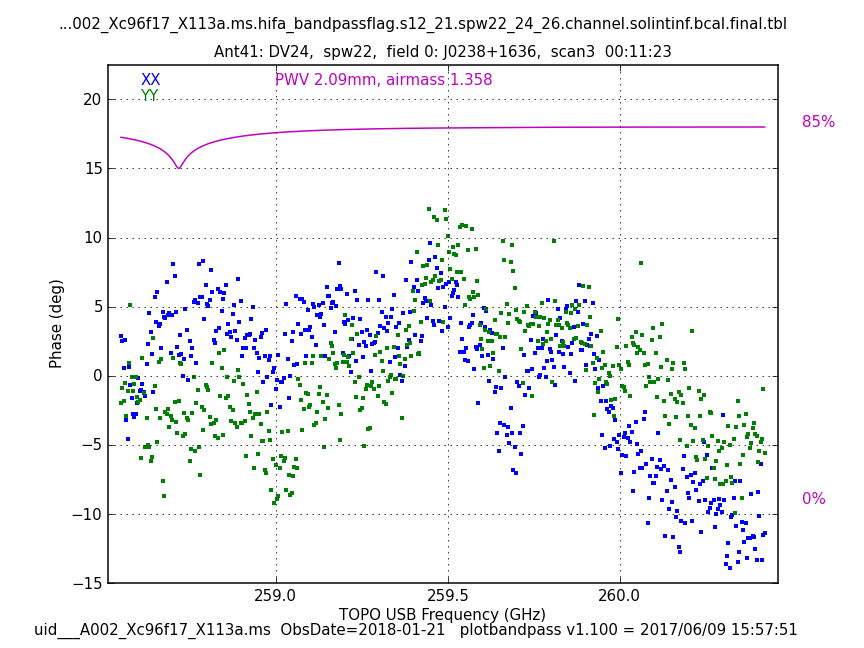 ...002_Xc96f17_X113a.ms.hifa_bandpassflag.s12_21.spw22_24_26.channel.solintinf.bcal.final.tbl
Ant41: DV24,  spw22,  field 0: J0238+1636,  scan3  00:11:23
XX
PWV 2.09mm, airmass 1.358
YY
20
85%
15
10
5
Phase (deg)
0
−5
−10
0%
−15
259.0
259.5
260.0
TOPO USB Frequency (GHz)
uid___A002_Xc96f17_X113a.ms  ObsDate=2018-01-21   plotbandpass v1.100 = 2017/06/09 15:57:51